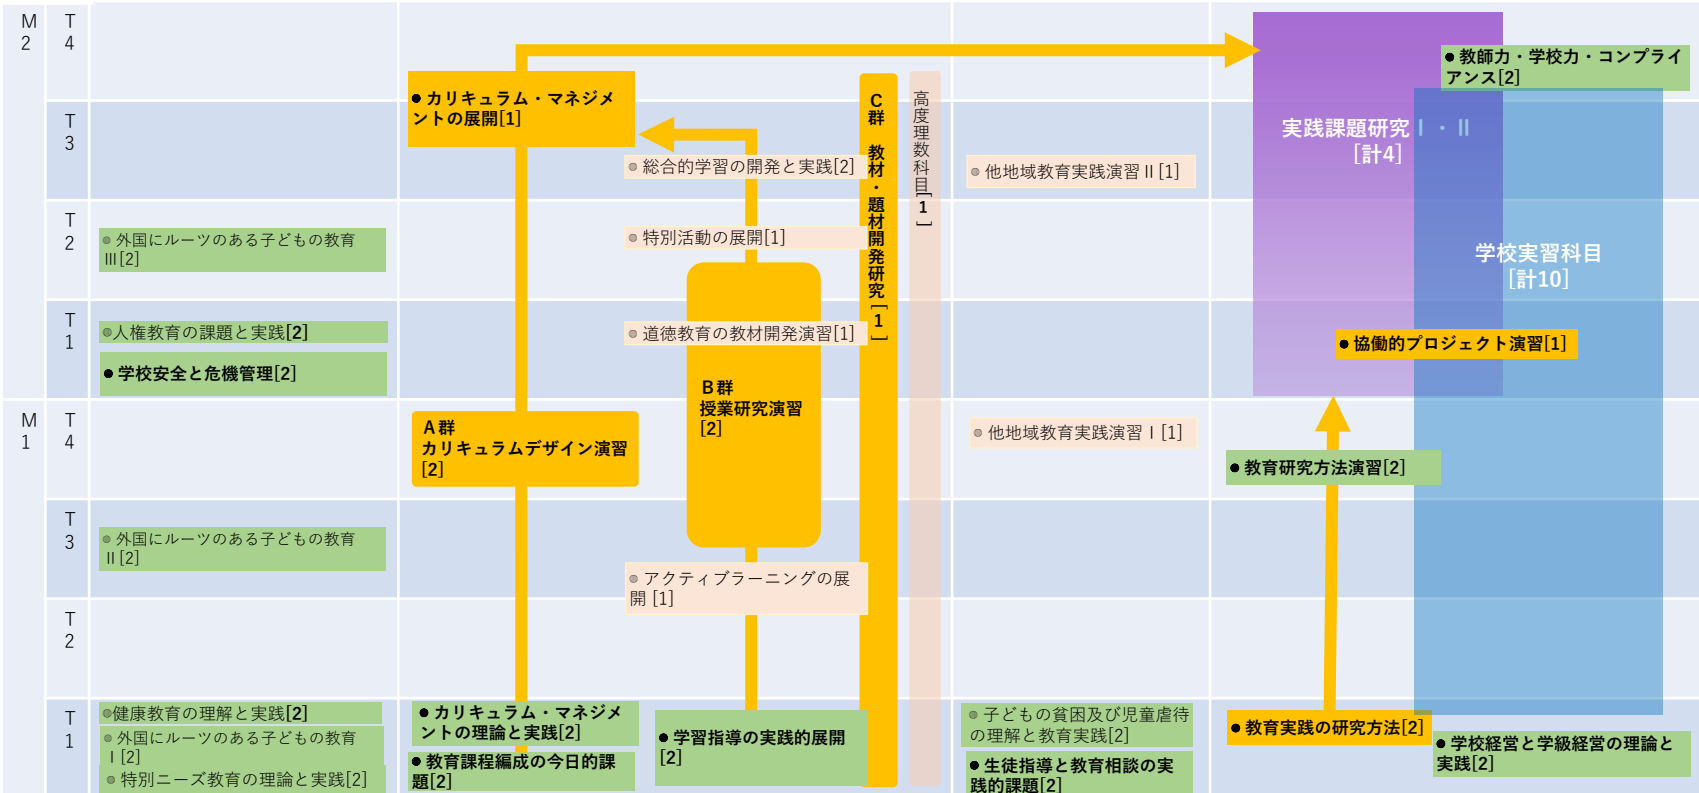 M
2
T
4
● カリキュラム・マネジメ
ントの展開[1]
C群 教材・題材開発研究[1]
高度理数科目[1]
● 教師力・学校力・コンプライ
アンス[2]
T
3
◎ 総合的学習の開発と実践[2]
◎ 他地域教育実践演習Ⅱ[1]
実践課題研究Ⅰ・Ⅱ
[計4]
T
2
◎ 外国にルーツのある子どもの教育
Ⅲ[2]
◎ 特別活動の展開[1]
学校実習科目
[計10]
T
1
◎人権教育の課題と実践[2]
● 学校安全と危機管理[2]
◎ 道徳教育の教材開発演習[1]
● 協働的プロジェクト演習[1]
M
1
T
4
A群
カリキュラムデザイン演習
[2]
B群
授業研究演習
[2]
◎ 他地域教育実践演習Ⅰ[1]
● 教育研究方法演習[2]
T
3
◎ 外国にルーツのある子どもの教育
Ⅱ[2]
◎ アクティブラーニングの展
開 [1]
T
2
T
1
◎健康教育の理解と実践[2]
◎ 外国にルーツのある子どもの教育
Ⅰ[2]
◎ 特別ニーズ教育の理論と実践[2]
● カリキュラム・マネジメ
ントの理論と実践[2]
● 教育課程編成の今日的課
題[2]
● 学習指導の実践的展開
[2]
◎ 子どもの貧困及び児童虐待
の理解と教育実践[2]
● 生徒指導と教育相談の実
践的課題[2]
● 教育実践の研究方法[2]
● 学校経営と学級経営の理論と
実践[2]